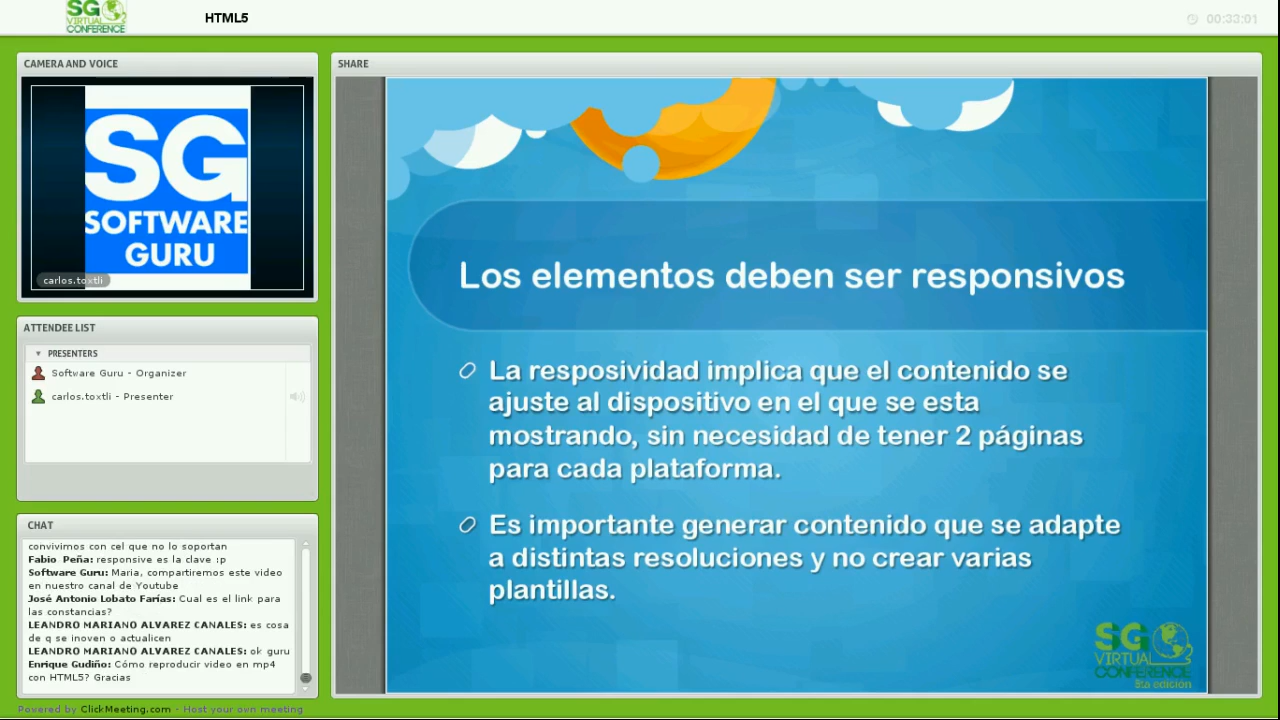 SG
VIRTUAL
CONFERENCE
HTML5
00:33:01
CAMERA AND VOICE
SG
SOFTWARE
GURU
carlos.toxtli
ATTENDEE LIST
PRESENTERS
Software Guru - Organizer
carlos.toxtli - Presenter
CHAT
convivimos con cel que no lo soportan
Fabio Peña: responsive es la clave :p
Software Guru: Maria, compartiremos este video
en nuestro canal de Youtube
José Antonio Lobato Farías: Cual es el link para
las constancias?
LEANDRO MARIANO ALVAREZ CANALES: es cosa
de q se inoven o actualicen
LEANDRO MARIANO ALVAREZ CANALES: ok guru
Enrique Gudiño: Cómo reproducir video en mp4
con HTML5? Gracias
Powered by ClickMeeting.com - Host your own meeting
SHARE
Los elementos deben ser responsivos
La resposividad implica que el contenido se
ajuste al dispositivo en el que se esta
mostrando, sin necesidad de tener 2 páginas
para cada plataforma.
Es importante generar contenido que se adapte
a distintas resoluciones y no crear varias
plantillas.
SG
VIRTUAL
CONFERENCE